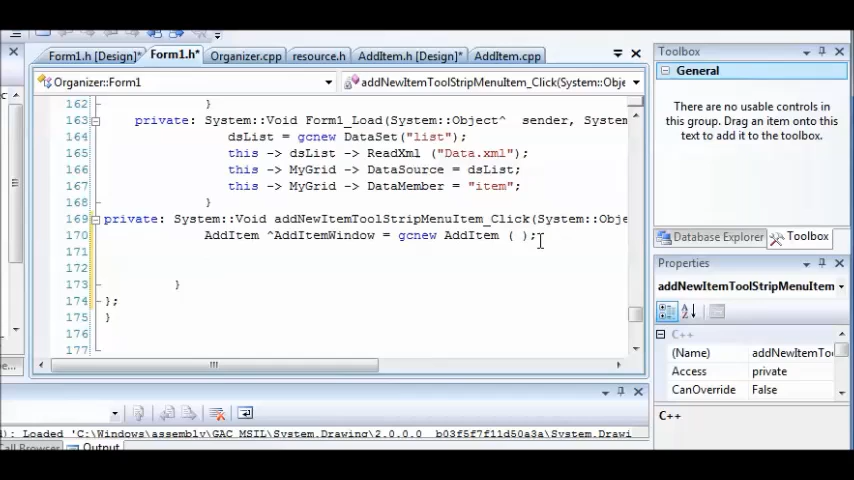 Form1.h [Design]*
Form1.h*
Organizer.cpp
resource.h
AddItem.h [Design]*
AddItem.cpp
Organizer::Form1
addNewItemToolStripMenuItem_Click(System::Obje
162 }
163 private: System::Void Form1_Load(System::Object^ sender, System
164 dsList = gcnew DataSet("list");
165 this -> dsList -> ReadXml ("Data.xml");
166 this -> MyGrid -> DataSource = dsList;
167 this -> MyGrid -> DataMember = "item";
168 }
169 private: System::Void addNewItemToolStripMenuItem_Click(System::Obje
170 AddItem ^AddItemWindow = gcnew AddItem ( );
171
172
173 }
174 };
175 }
176
177
Toolbox
General
There are no usable controls in
this group. Drag an item onto this
text to add it to the toolbox.
Database Explorer
Toolbox
Properties
addNewItemToolStripMenuItem
C++
(Name) addNewItemToo
Access private
CanOverride False
C++
): Loaded 'C:\Windows\assembly\GAC_MSIL\System.Drawing\2.0.0.0__b03f5f7f11d50a3a\System.Drawi
Call Browser
Output